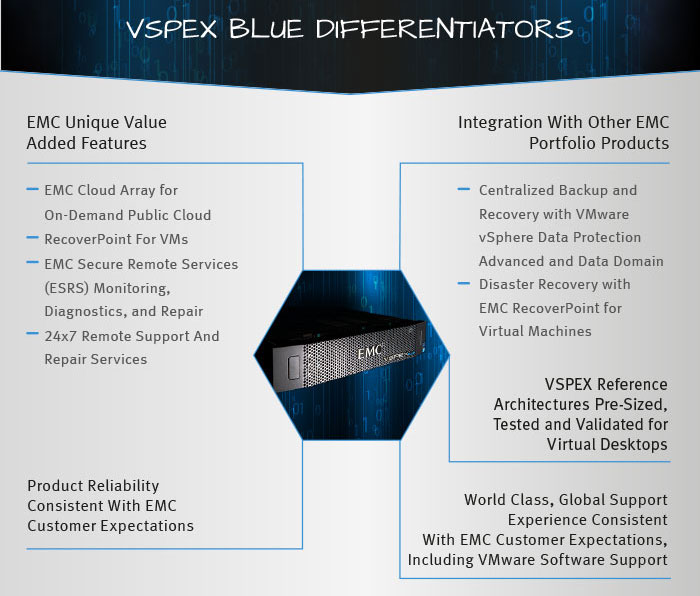 VSPEX BLUE DIFFERENTIATORS
EMC Unique Value
Added Features
EMC Cloud Array for
On-Demand Public Cloud
RecoverPoint For VMs
EMC Secure Remote Services
(ESRS) Monitoring,
Diagnostics, and Repair
24x7 Remote Support And
Repair Services
Integration With Other EMC
Portfolio Products
Centralized Backup and
Recovery with VMware
vSphere Data Protection
Advanced and Data Domain
Disaster Recovery with
EMC RecoverPoint for
Virtual Machines
EMC
VSPEX
VSPEX Reference
Architectures Pre-Sized,
Tested and Validated for
Virtual Desktops
Product Reliability
Consistent With EMC
Customer Expectations
World Class, Global Support
Experience Consistent
With EMC Customer Expectations,
Including VMware Software Support